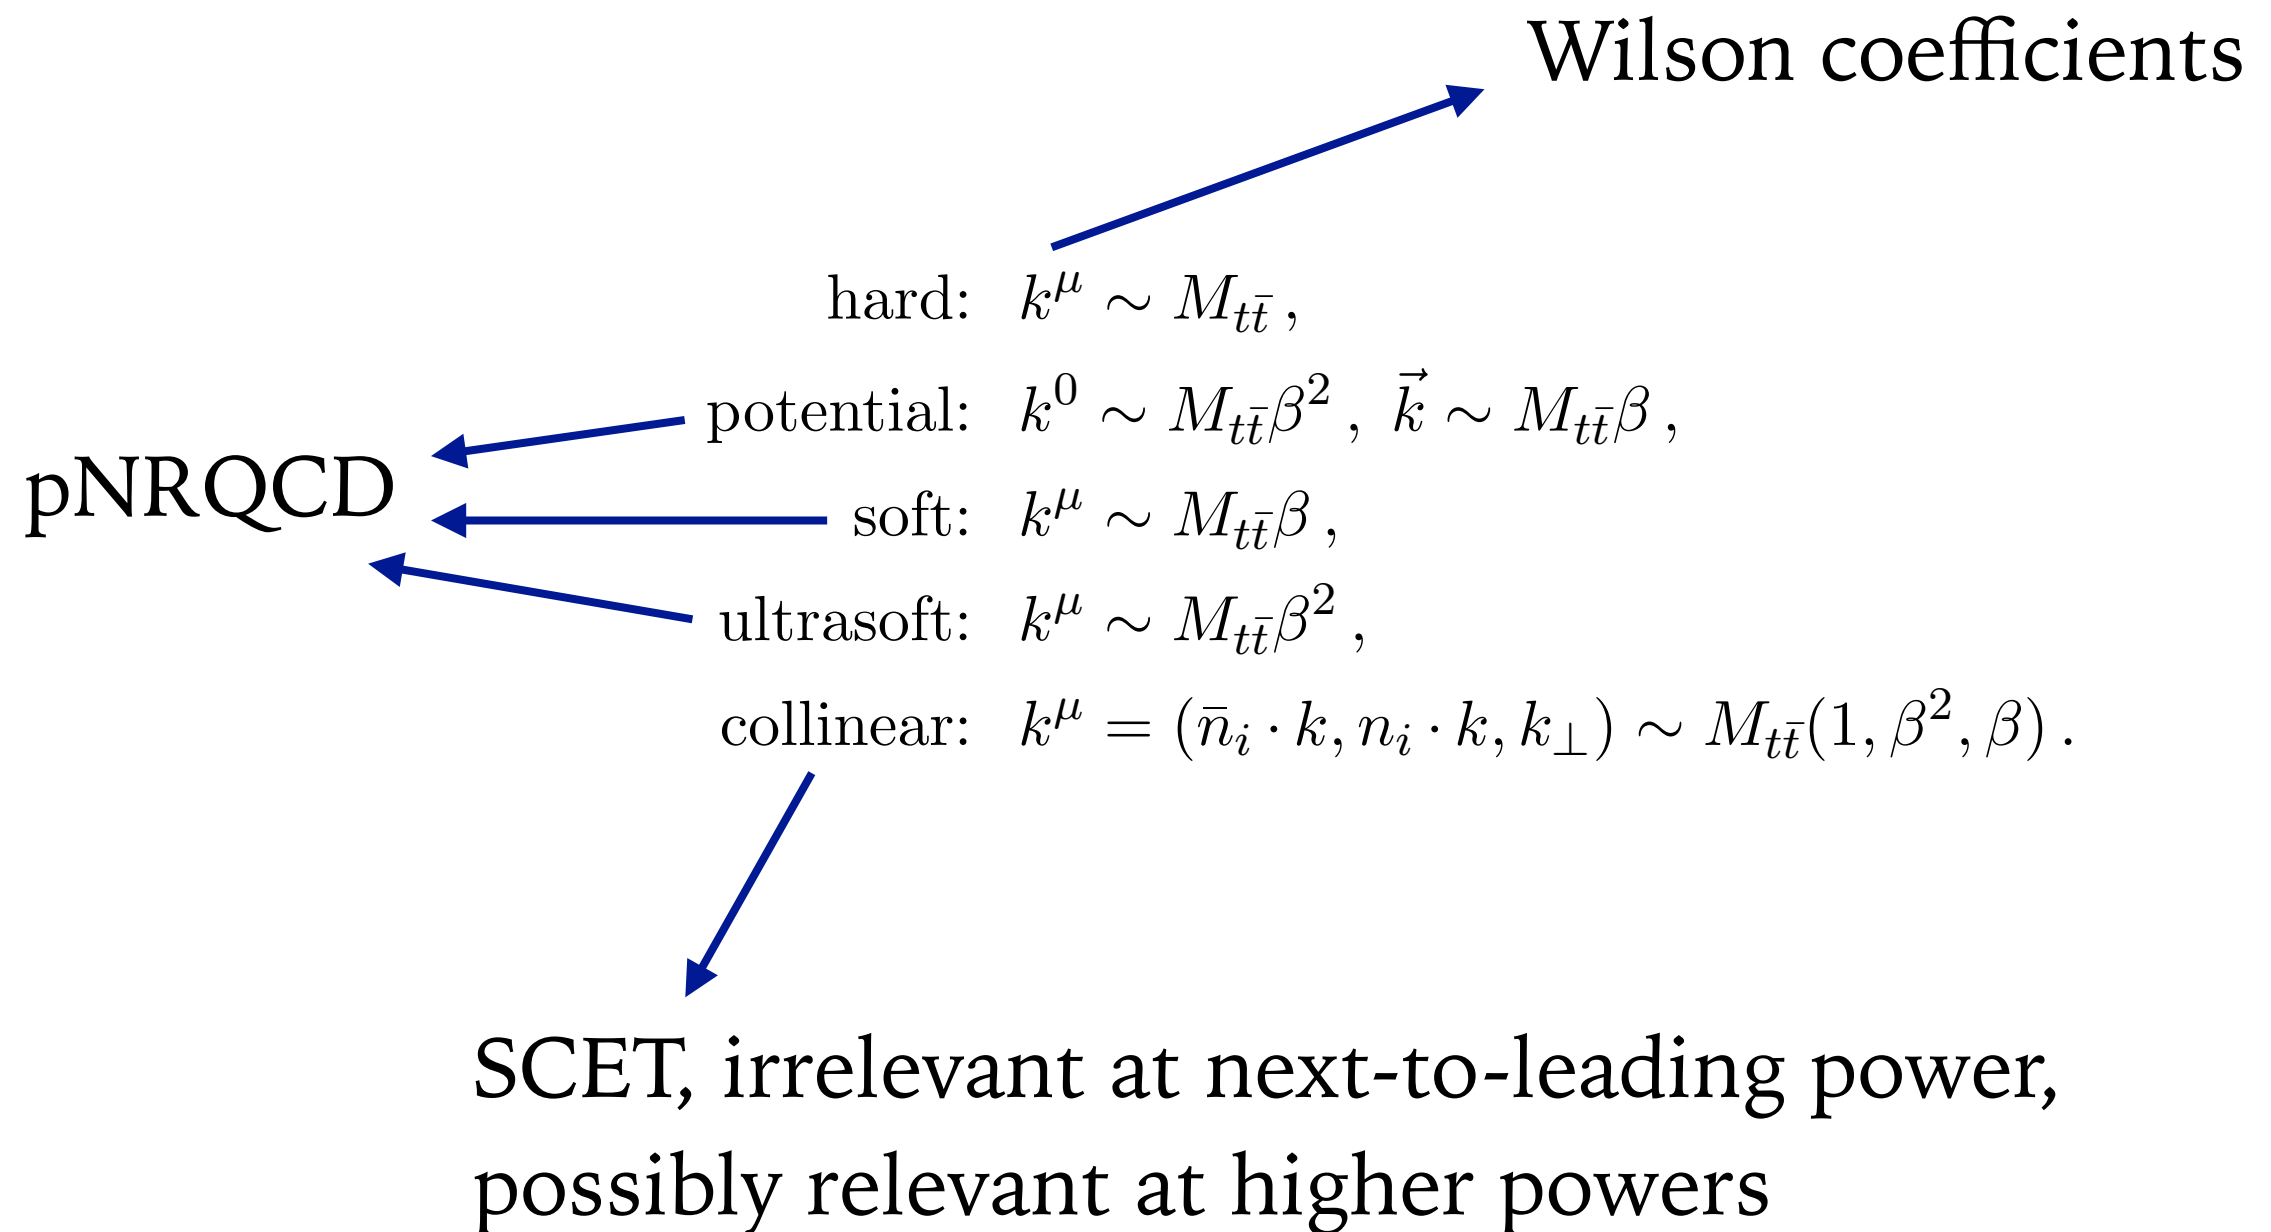 Wilson coefficients
hard: $k^\mu \sim M_{t\bar{t}}\,,$
potential: $k^0 \sim M_{t\bar{t}}\beta^2\,,\ \vec{k} \sim M_{t\bar{t}}\beta\,,$
pNRQCD
soft: $k^\mu \sim M_{t\bar{t}}\beta\,,$
ultrasoft: $k^\mu \sim M_{t\bar{t}}\beta^2\,,$
collinear: $k^\mu = (\bar{n}_i \cdot k, n_i \cdot k, k_\perp) \sim M_{t\bar{t}}(1, \beta^2, \beta)\,.$
SCET, irrelevant at next-to-leading power,
possibly relevant at higher powers